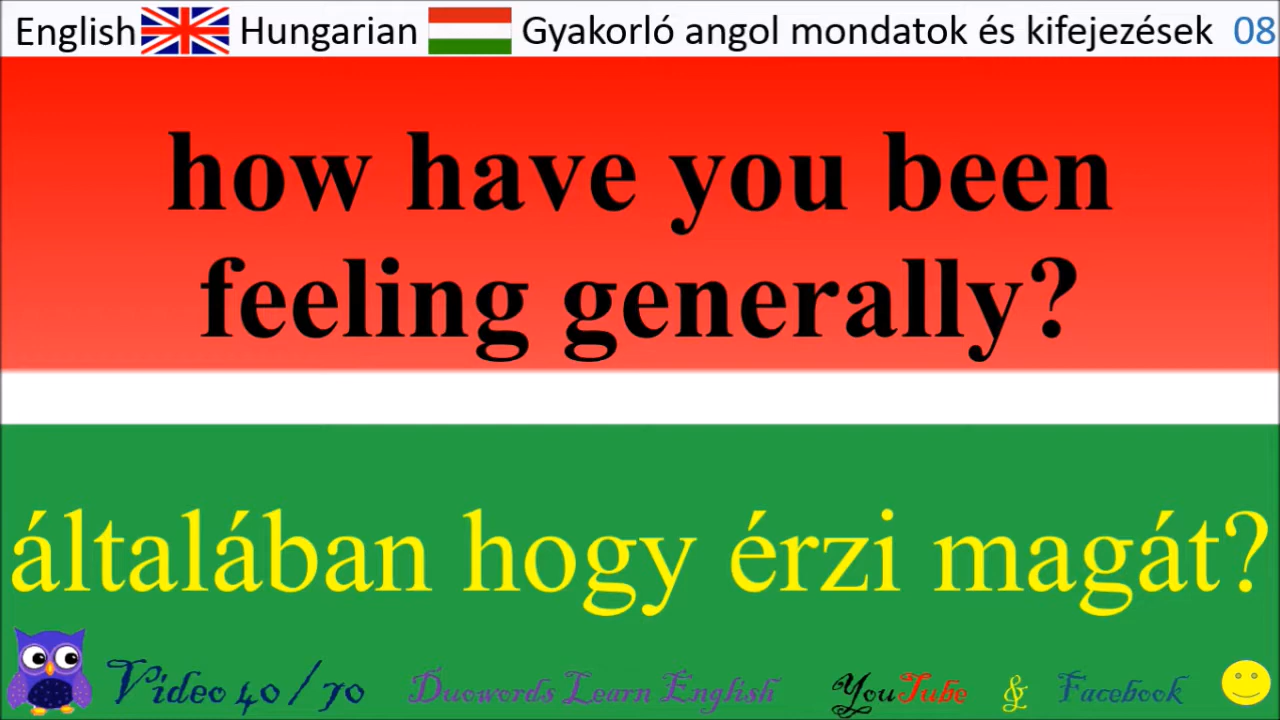 English Hungarian Gyakorló angol mondatok és kifejezések 08
how have you been
feeling generally?
általában hogy érzi magát?
Video 40/70 Duowords Learn English YouTube & Facebook